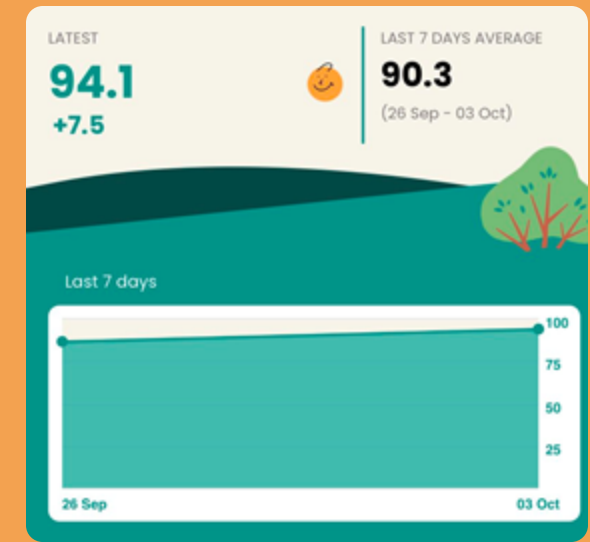 LATEST
94.1
+7.5
LAST 7 DAYS AVERAGE
90.3
(26 Sep - 03 Oct)
Last 7 days
100
75
50
25
26 Sep
03 Oct